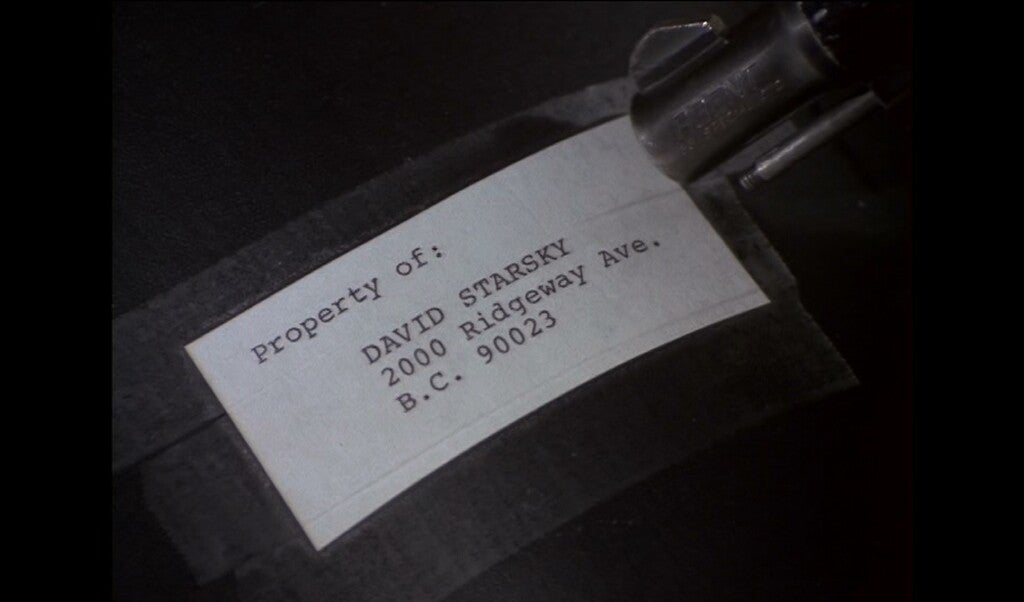 Property of:
DAVID STARSKY
2000 Ridgeway Ave.
B.C. 90023